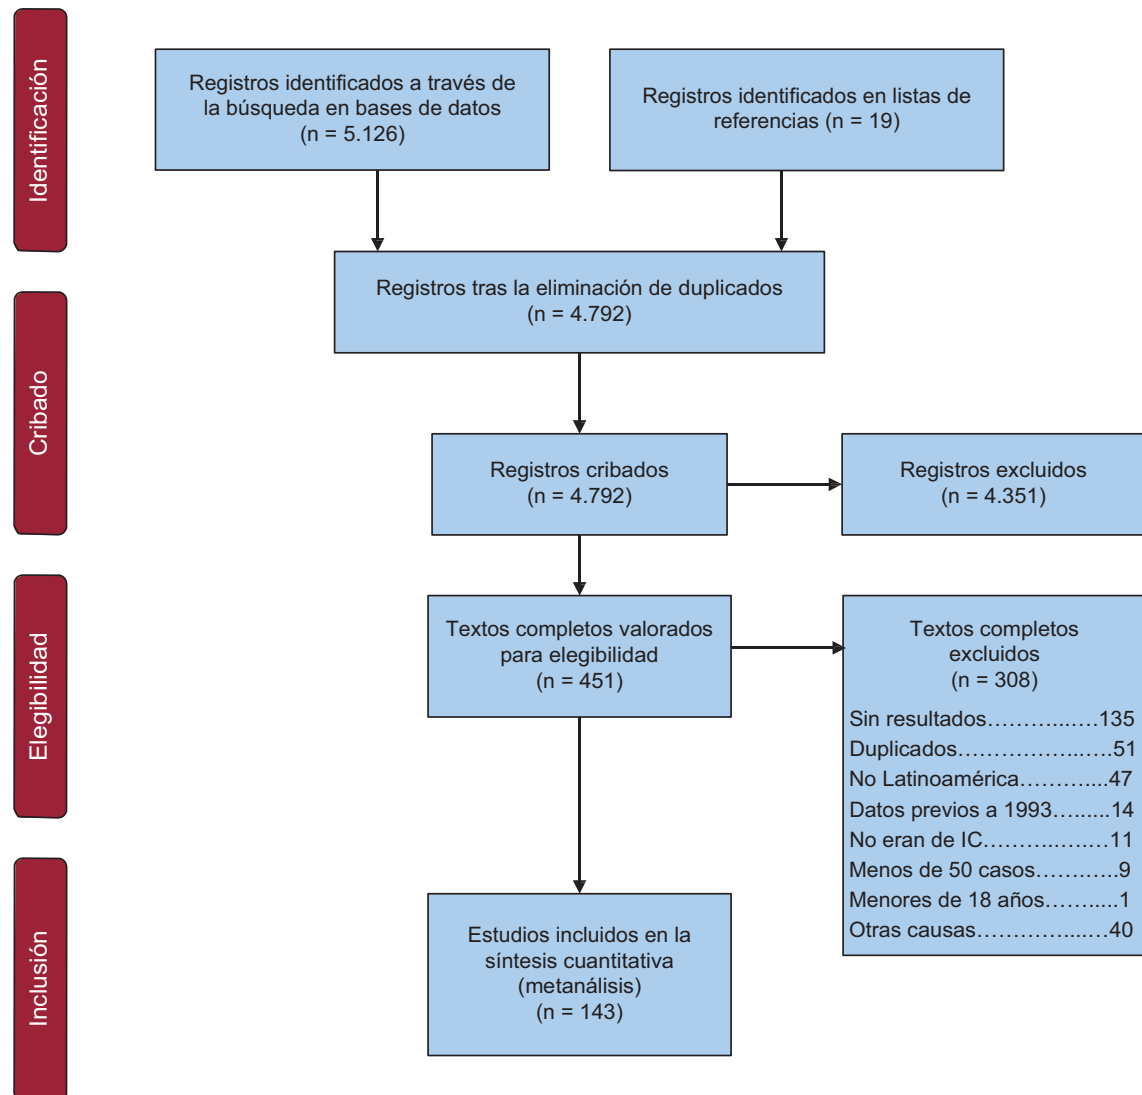 Identificación
Registros identificados a través de
la búsqueda en bases de datos
(n = 5.126)
Registros identificados en listas de
referencias (n = 19)
Registros tras la eliminación de duplicados
(n = 4.792)
Cribado
Registros cribados
(n = 4.792)
Registros excluidos
(n = 4.351)
Elegibilidad
Textos completos valorados
para elegibilidad
(n = 451)
Textos completos
excluidos
(n = 308)
Sin resultados………...….135
Duplicados……………..….51
No Latinoamérica………....47
Datos previos a 1993…......14
No eran de IC………..….…11
Menos de 50 casos……..….9
Menores de 18 años…….....1
Otras causas…………....…40
Inclusión
Estudios incluidos en la
síntesis cuantitativa
(metanálisis)
(n = 143)